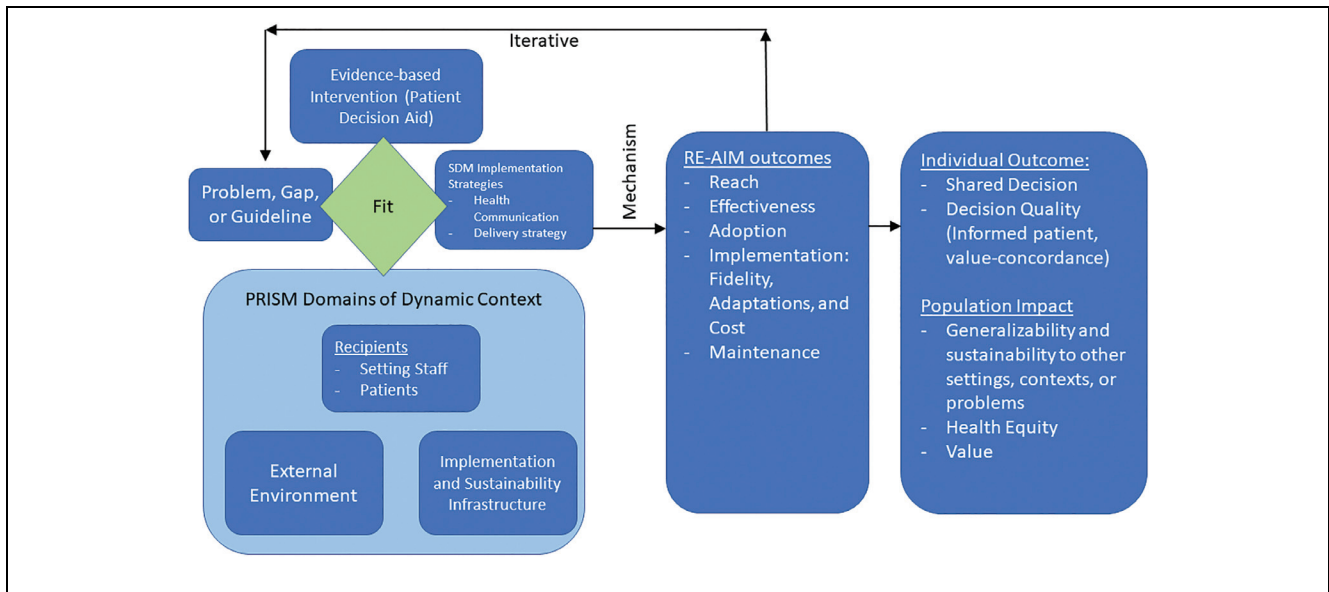 Iterative
Evidence-based
Intervention (Patient
Decision Aid)
Problem, Gap,
or Guideline
Fit
SDM Implementation
Strategies
- Health
Communication
- Delivery strategy
Mechanism
PRISM Domains of Dynamic Context
Recipients
- Setting Staff
- Patients
External
Environment
Implementation
and Sustainability
Infrastructure
RE-AIM outcomes
- Reach
- Effectiveness
- Adoption
- Implementation:
Fidelity,
Adaptations, and
Cost
- Maintenance
Individual Outcome:
- Shared Decision
- Decision Quality
(Informed patient,
value-concordance)
Population Impact
- Generalizability and
sustainability to other
settings, contexts, or
problems
- Health Equity
- Value